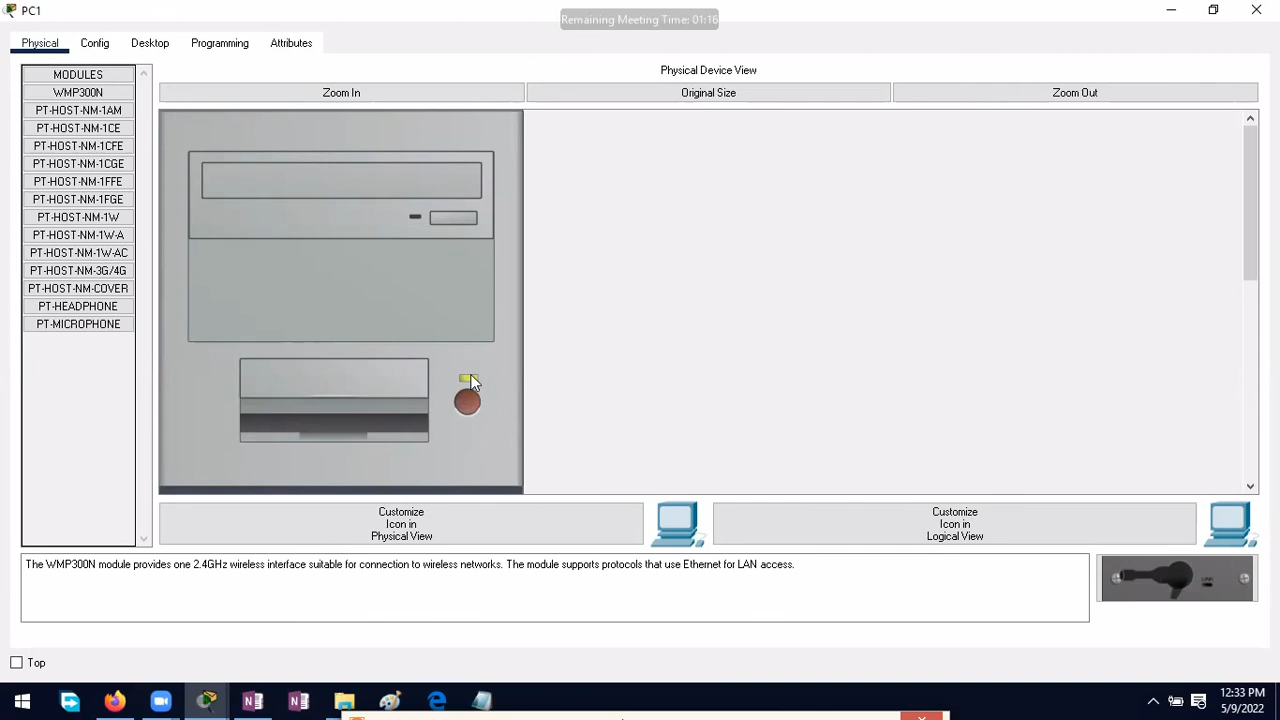 PC1
Remaining Meeting Time: 01:16
Physical
Config
Desktop
Programming
Attributes
MODULES
WMP300N
PT-HOST-NM-1AM
PT-HOST-NM-1CE
PT-HOST-NM-1CFE
PT-HOST-NM-1CGE
PT-HOST-NM-1FFE
PT-HOST-NM-1FGE
PT-HOST-NM-1W
PT-HOST-NM-1W-A
PT-HOST-NM-1W-AC
PT-HOST-NM-3G/4G
PT-HOST-NM-COVER
PT-HEADPHONE
PT-MICROPHONE
Physical Device View
Zoom In
Original Size
Zoom Out
Customize
Icon in
Physical View
Customize
Icon in
Logical View
The WMP300N module provides one 2.4GHz wireless interface suitable for connection to wireless networks. The module supports protocols that use Ethernet for LAN access.
Top
12:33 PM
5/9/2022